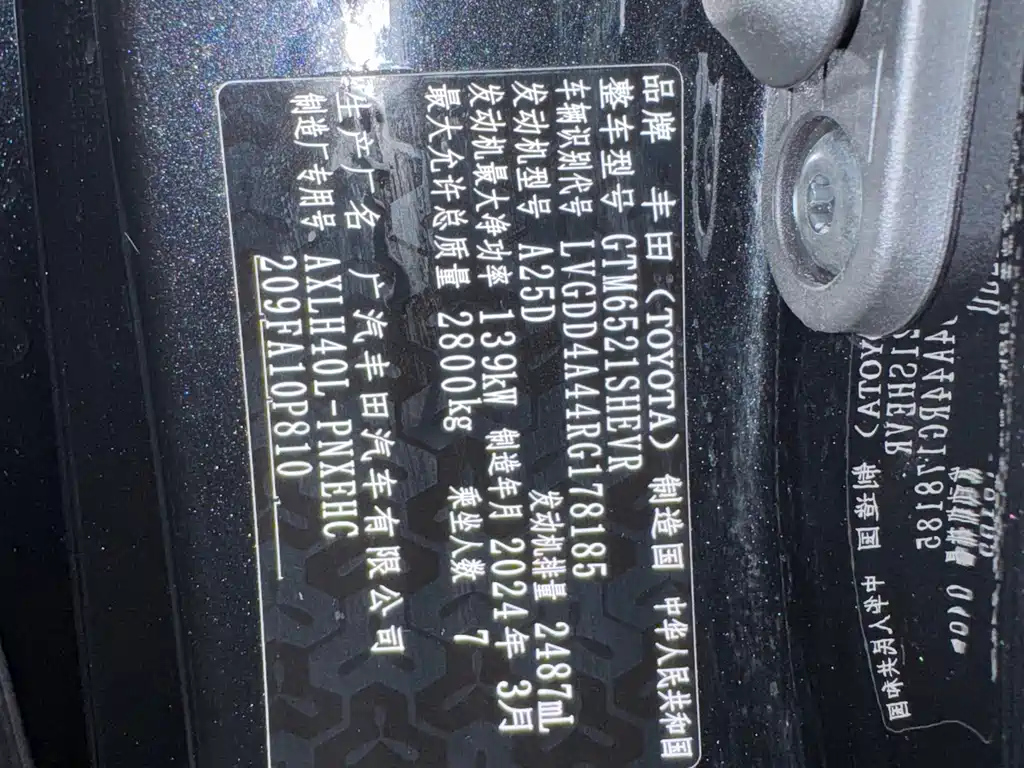 品牌 丰田(TOYOTA) 制造国 中华人民共和国
整车型号 GTM6521SHEVR
车辆识别代号 LVGDD4A44RG178185
发动机型号 A25D 发动机排量 2487mL
发动机最大净功率 139kW 制造年月 2024年 3月
最大允许总质量 2800kg 乘坐人数 7
生产厂名 广汽丰田汽车有限公司
制造厂专用号 AXLH40L-PNXEHC
209FA10P810